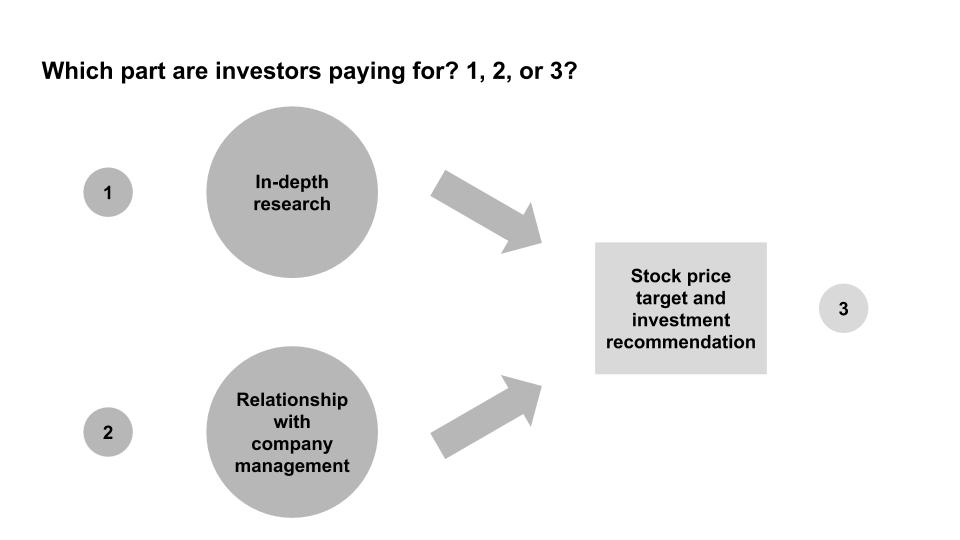 Which part are investors paying for? 1, 2, or 3?
1
In-depth
research
Stock price
target and
investment
recommendation
3
2
Relationship
with
company
management